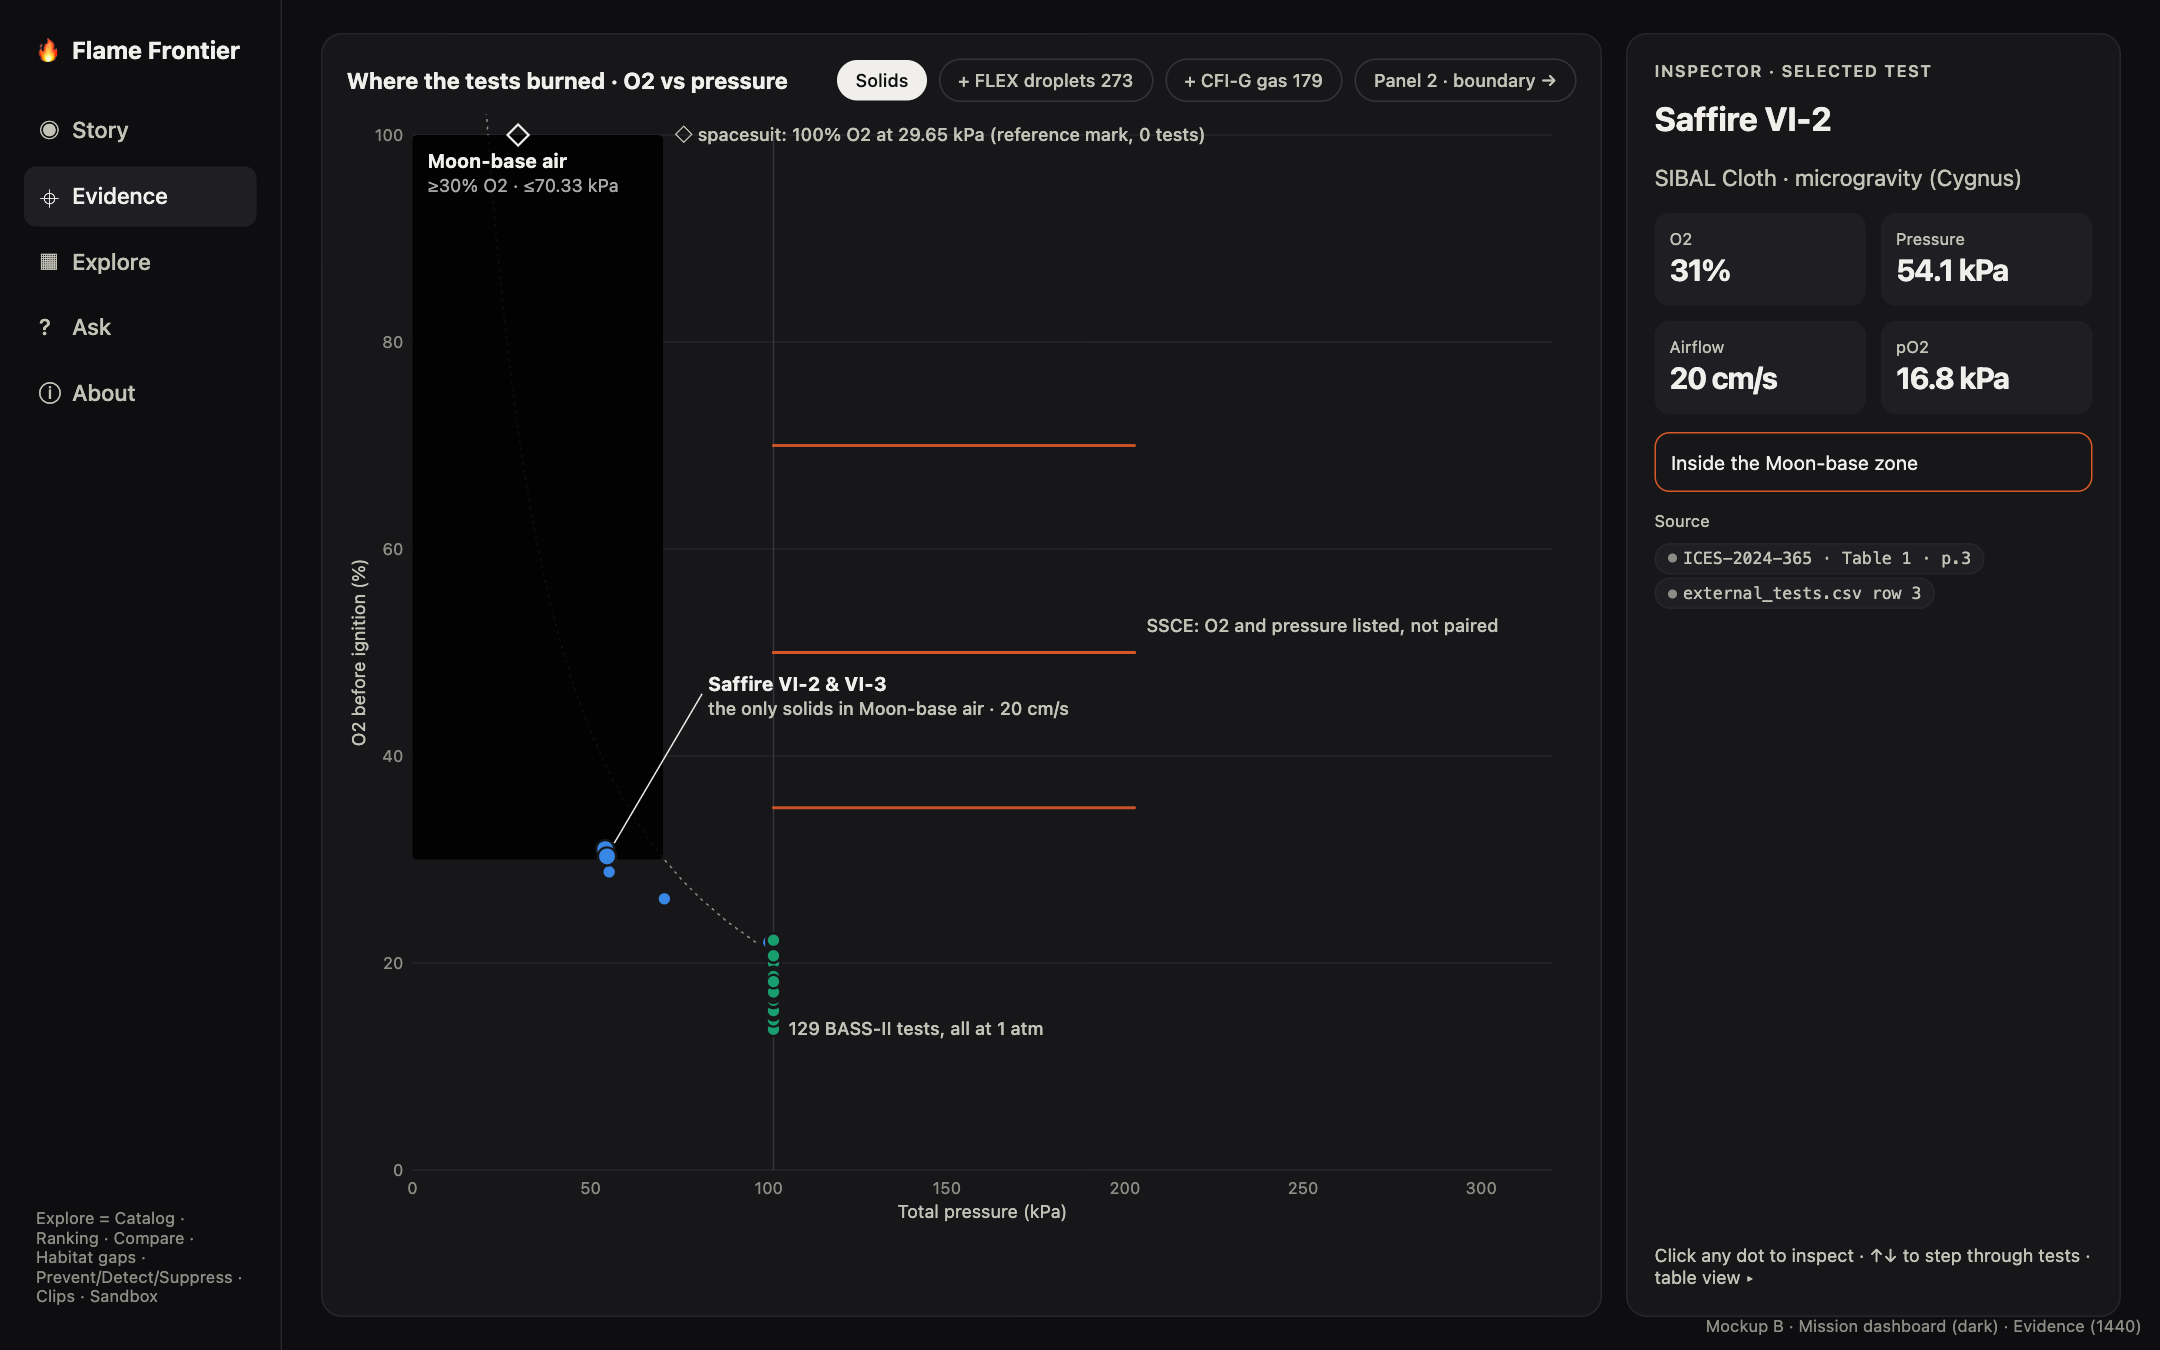 Flame Frontier
Story
Evidence
Explore
? Ask
About
Explore = Catalog ·
Ranking · Compare ·
Habitat gaps ·
Prevent/Detect/Suppress ·
Clips · Sandbox
Where the tests burned · O2 vs pressure
Solids
+ FLEX droplets 273
+ CFI-G gas 179
Panel 2 · boundary →
100
80
60
40
20
0
O2 before ignition (%)
◇ spacesuit: 100% O2 at 29.65 kPa (reference mark, 0 tests)
Moon-base air
≥30% O2 · ≤70.33 kPa
SSCE: O2 and pressure listed, not paired
Saffire VI-2 & VI-3
the only solids in Moon-base air · 20 cm/s
129 BASS-II tests, all at 1 atm
0 50 100 150 200 250 300
Total pressure (kPa)
INSPECTOR · SELECTED TEST
Saffire VI-2
SIBAL Cloth · microgravity (Cygnus)
O2
31%
Pressure
54.1 kPa
Airflow
20 cm/s
pO2
16.8 kPa
Inside the Moon-base zone
Source
ICES-2024-365 · Table 1 · p.3
external_tests.csv row 3
Click any dot to inspect · ↑↓ to step through tests ·
table view ▸
Mockup B · Mission dashboard (dark) · Evidence (1440)